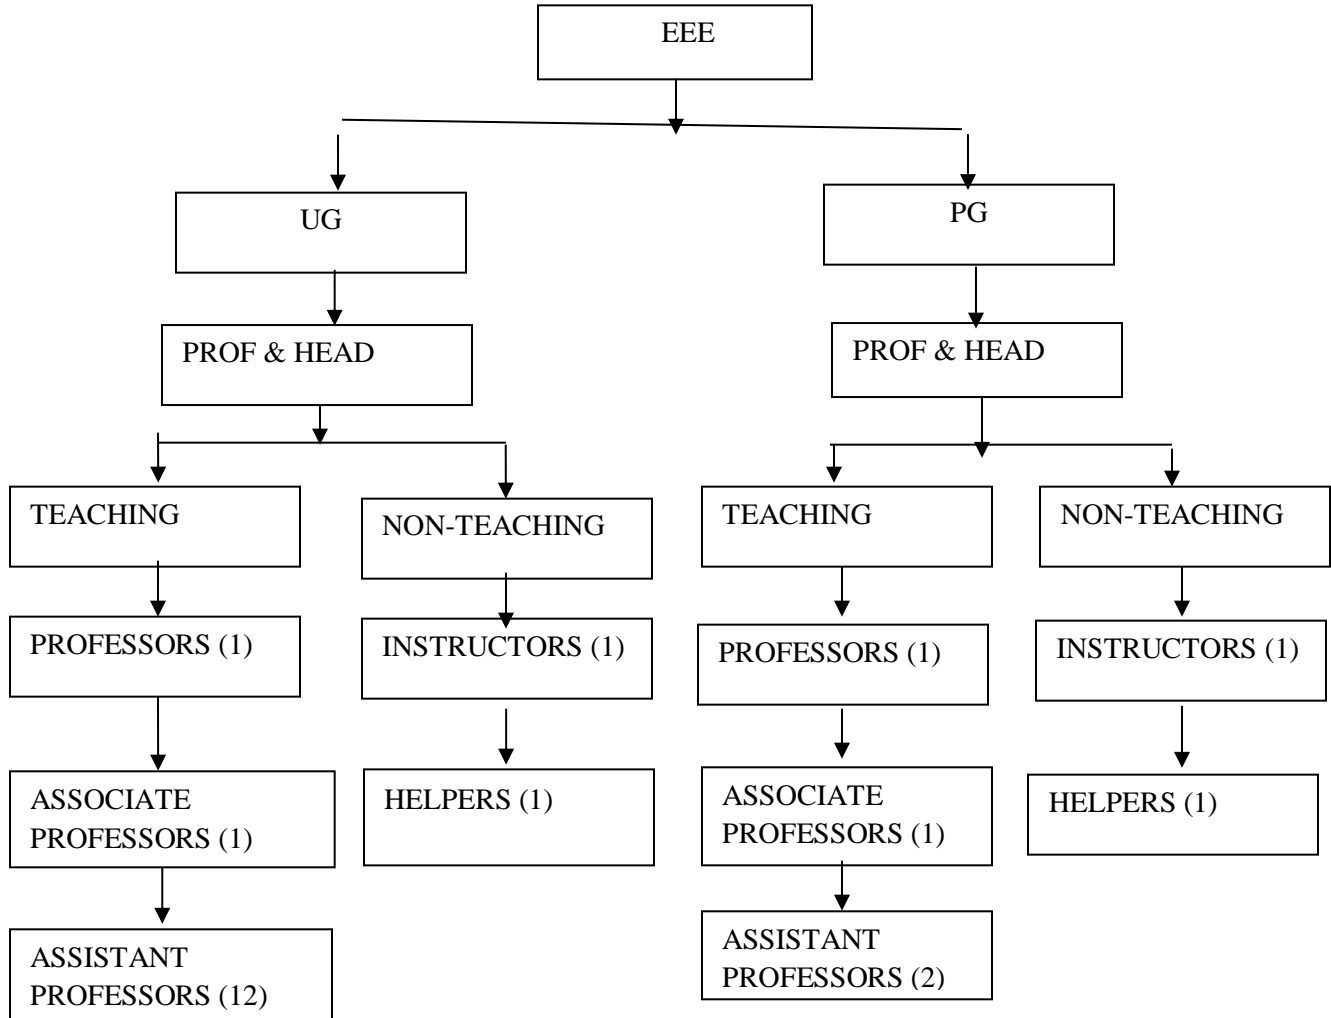 EEE
UG
PG
PROF & HEAD
PROF & HEAD
TEACHING
NON-TEACHING
TEACHING
NON-TEACHING
PROFESSORS (1)
INSTRUCTORS (1)
PROFESSORS (1)
INSTRUCTORS (1)
ASSOCIATE
PROFESSORS (1)
HELPERS (1)
ASSOCIATE
PROFESSORS (1)
HELPERS (1)
ASSISTANT
PROFESSORS (12)
ASSISTANT
PROFESSORS (2)